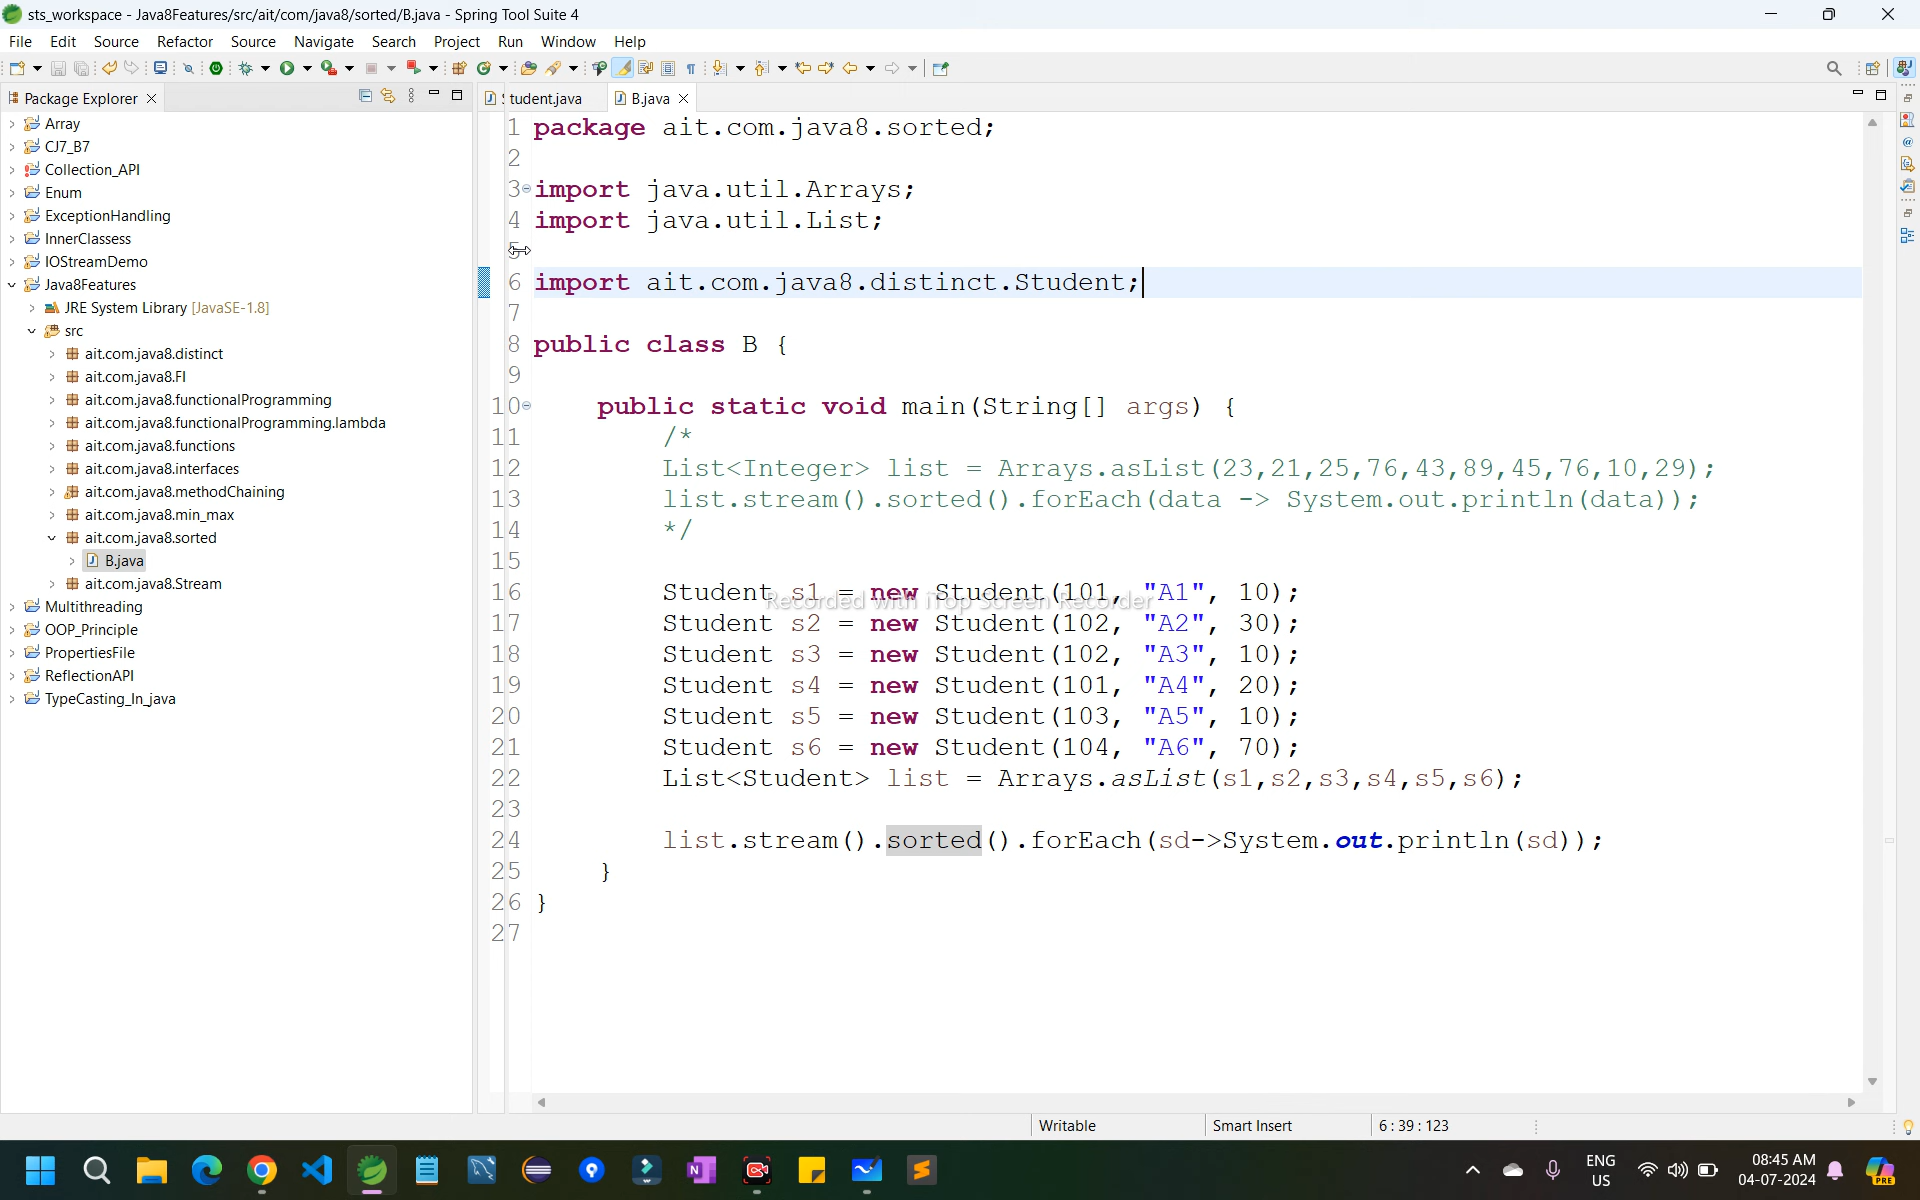 sts_workspace - Java8Features/src/ait/com/java8/sorted/B.java - Spring Tool Suite 4
File Edit Source Refactor Source Navigate Search Project Run Window Help
Package Explorer
Array
CJ7_B7
Collection_API
Enum
ExceptionHandling
InnerClassess
IOStreamDemo
Java8Features
JRE System Library [JavaSE-1.8]
src
ait.com.java8.distinct
ait.com.java8.FI
ait.com.java8.functionalProgramming
ait.com.java8.functionalProgramming.lambda
ait.com.java8.functions
ait.com.java8.interfaces
ait.com.java8.methodChaining
ait.com.java8.min_max
ait.com.java8.sorted
B.java
ait.com.java8.Stream
Multithreading
OOP_Principle
PropertiesFile
ReflectionAPI
TypeCasting_In_java
tudent.java B.java
1 package ait.com.java8.sorted;
2
3 import java.util.Arrays;
4 import java.util.List;
5
6 import ait.com.java8.distinct.Student;
7
8 public class B {
9
10 public static void main(String[] args) {
11 /*
12 List<Integer> list = Arrays.asList(23,21,25,76,43,89,45,76,10,29);
13 list.stream().sorted().forEach(data -> System.out.println(data));
14 */
15
16 Student s1 = new Student(101, "A1", 10);
Recorded with iTop Screen Recorder
17 Student s2 = new Student(102, "A2", 30);
18 Student s3 = new Student(102, "A3", 10);
19 Student s4 = new Student(101, "A4", 20);
20 Student s5 = new Student(103, "A5", 10);
21 Student s6 = new Student(104, "A6", 70);
22 List<Student> list = Arrays.asList(s1,s2,s3,s4,s5,s6);
23
24 list.stream().sorted().forEach(sd->System.out.println(sd));
25 }
26 }
27
Writable Smart Insert 6 : 39 : 123
ENG
US
08:45 AM
04-07-2024
PRE